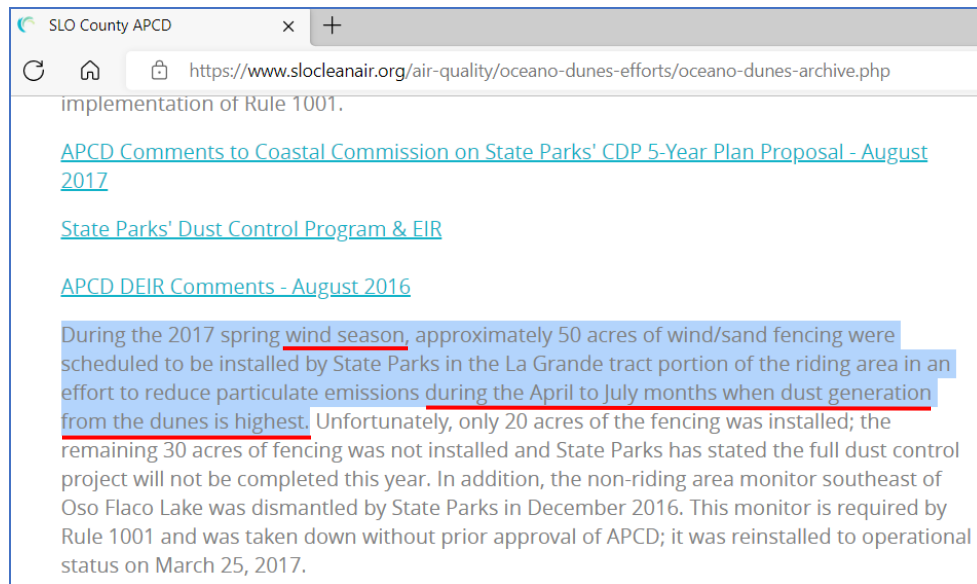 SLO County APCD
https://www.slocleanair.org/air-quality/oceano-dunes-efforts/oceano-dunes-archive.php
implementation of Rule 1001.
APCD Comments to Coastal Commission on State Parks' CDP 5-Year Plan Proposal - August
2017
State Parks' Dust Control Program & EIR
APCD DEIR Comments - August 2016
During the 2017 spring wind season, approximately 50 acres of wind/sand fencing were
scheduled to be installed by State Parks in the La Grande tract portion of the riding area in an
effort to reduce particulate emissions during the April to July months when dust generation
from the dunes is highest. Unfortunately, only 20 acres of the fencing was installed; the
remaining 30 acres of fencing was not installed and State Parks has stated the full dust control
project will not be completed this year. In addition, the non-riding area monitor southeast of
Oso Flaco Lake was dismantled by State Parks in December 2016. This monitor is required by
Rule 1001 and was taken down without prior approval of APCD; it was reinstalled to operational
status on March 25, 2017.